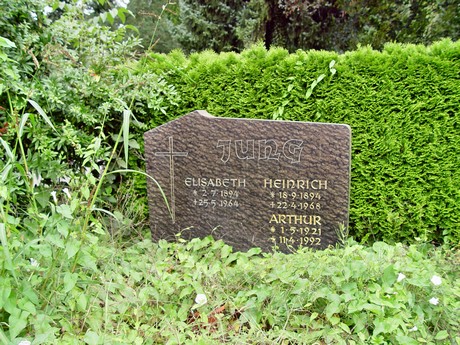 JUNG
ELISABETH
* 2·7·1894
+ 25·5·1964
HEINRICH
* 18·9·1894
+ 22·4·1968
ARTHUR
* 1·5·1921
+ 11·4·1992